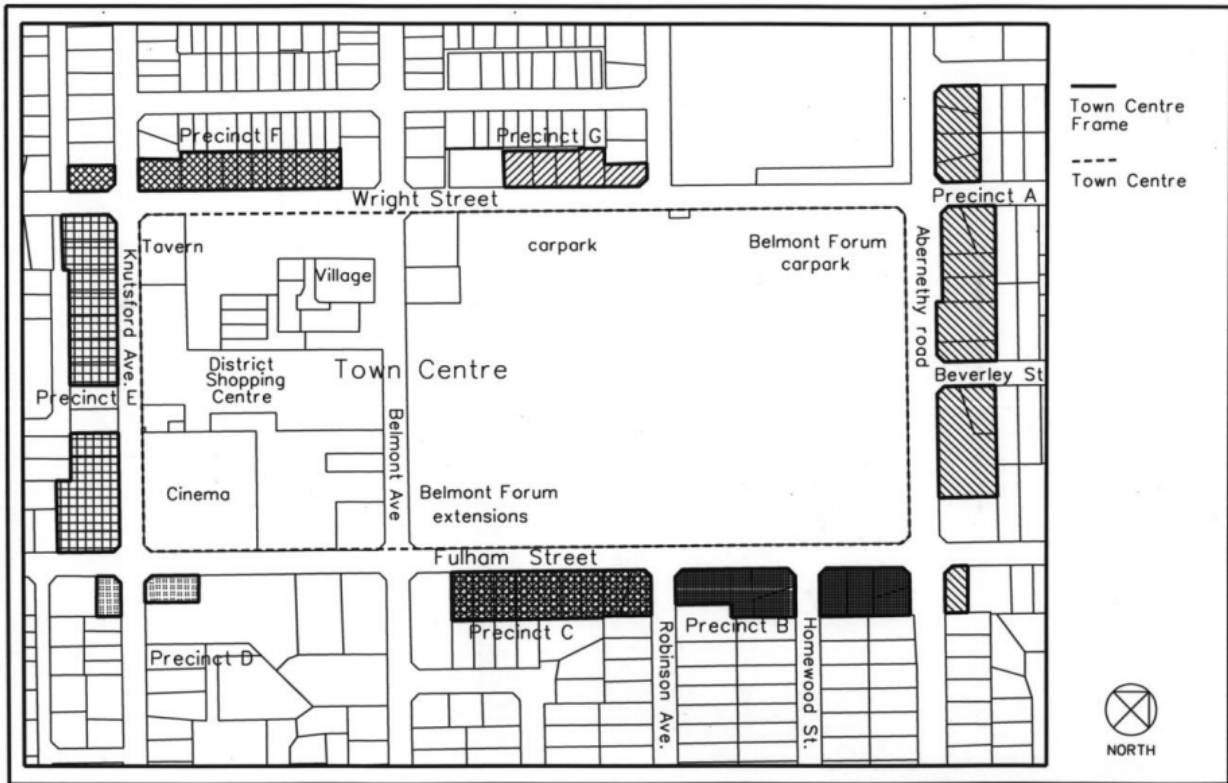 Precinct F
Precinct G
Wright Street
Precinct A
Town Centre
Frame
Town Centre
Knutsford Ave.
Tavern
Village
carpark
Belmont Forum
carpark
Abernethy road
District
Shopping
Centre
Town Centre
Beverley St
Precinct E
Belmont Ave
Cinema
Belmont Forum
extensions
Fulham Street
Precinct C
Robinson Ave.
Precinct B
Homewood St.
Precinct D
NORTH